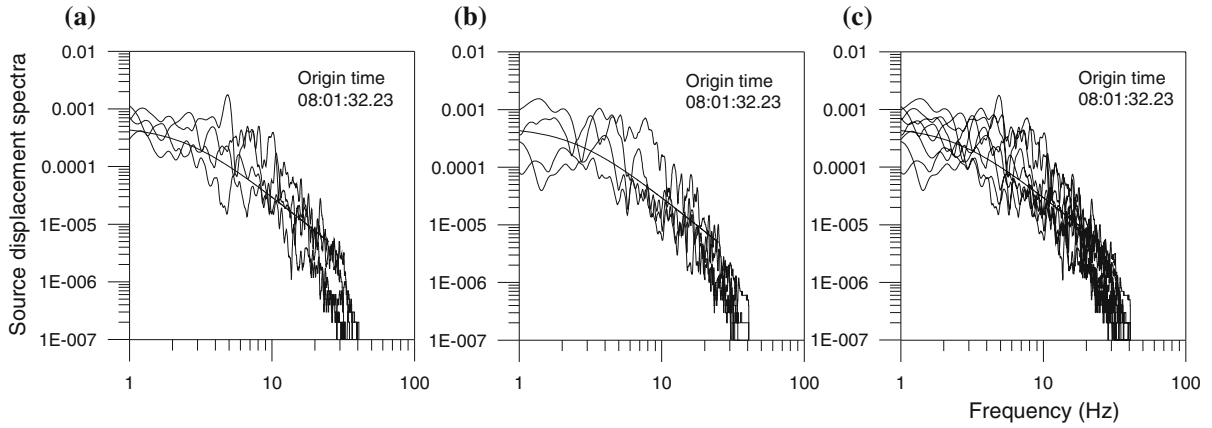 (a)
(b)
(c)
Source displacement spectra
0.01
0.001
0.0001
1E-005
1E-006
1E-007
Origin time
08:01:32.23
1
10
100
0.01
0.001
0.0001
1E-005
1E-006
1E-007
Origin time
08:01:32.23
1
10
100
0.01
0.001
0.0001
1E-005
1E-006
1E-007
Origin time
08:01:32.23
1
10
100
Frequency (Hz)